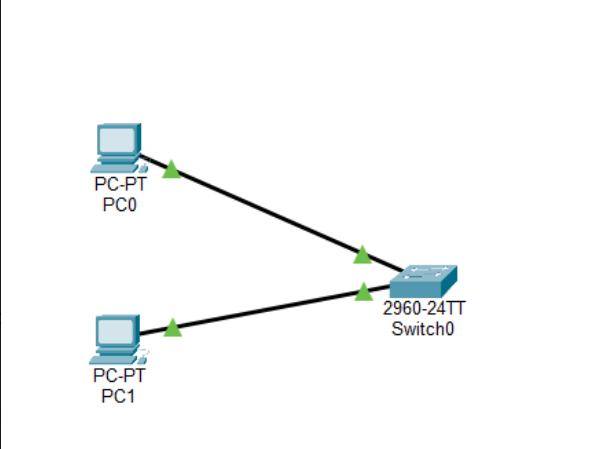 PC-PT
PC0
2960-24TT
Switch0
PC-PT
PC1